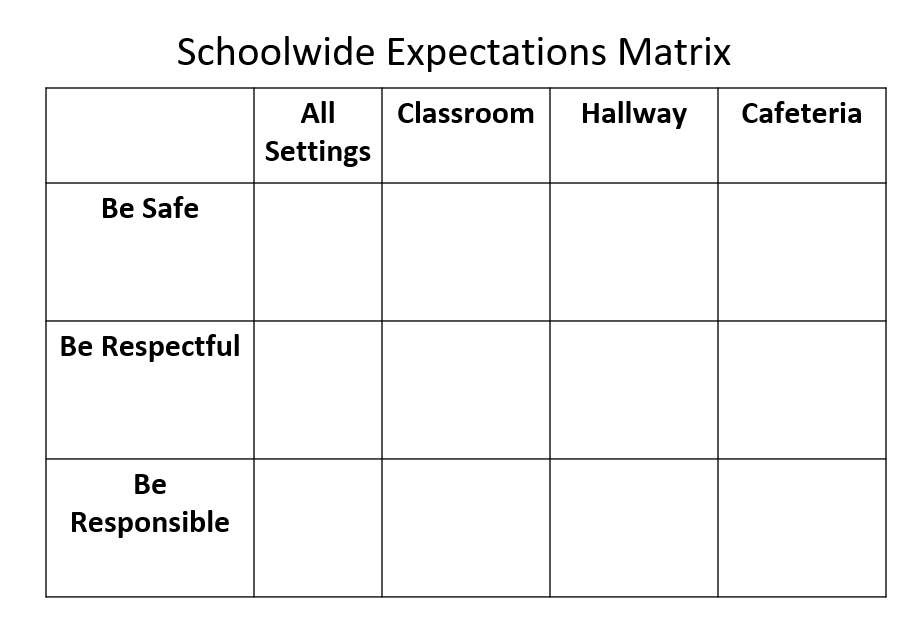 Schoolwide Expectations Matrix
All Settings Classroom Hallway Cafeteria
Be Safe
Be Respectful
Be
Responsible